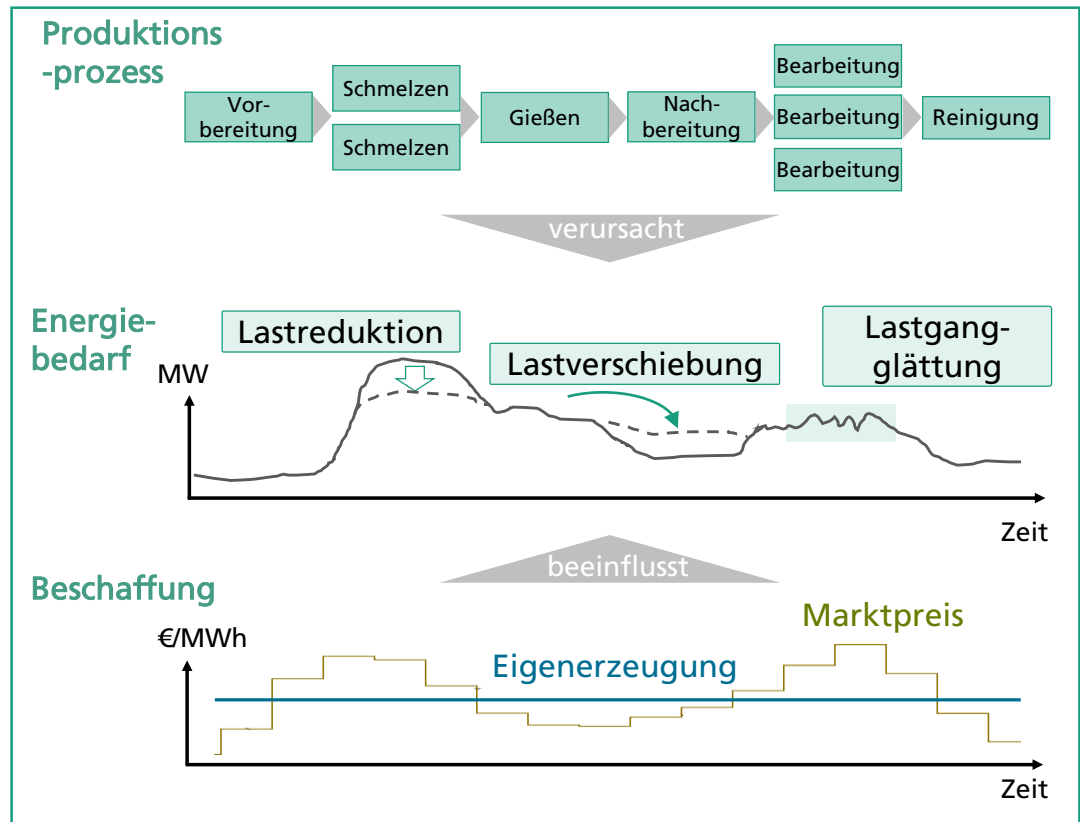 Produktions
-prozess
Vor-
bereitung
Schmelzen
Schmelzen
Gießen
Nach-
bereitung
Bearbeitung
Bearbeitung
Bearbeitung
Reinigung
verursacht
Energie-
bedarf
MW
Lastreduktion
Lastverschiebung
Lastgang-
glättung
Zeit
beeinflusst
Beschaffung
€/MWh
Eigenerzeugung
Marktpreis
Zeit